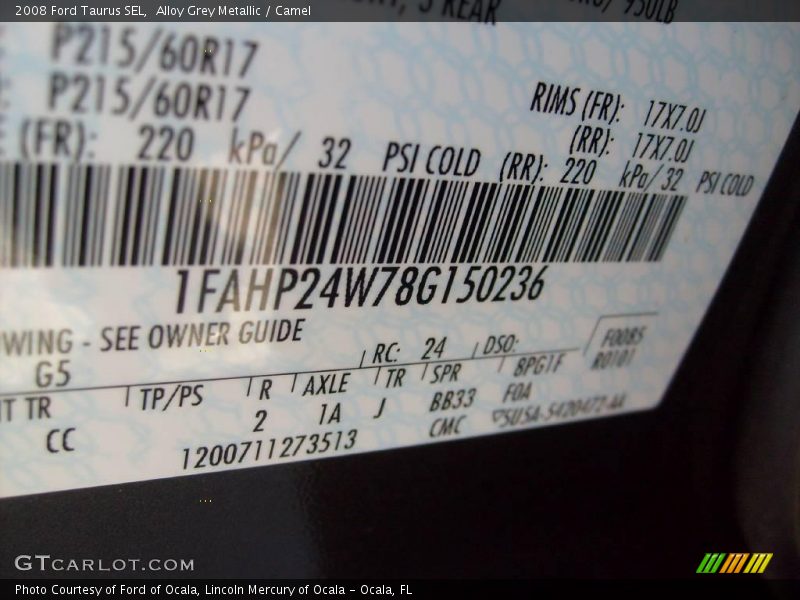 2008 Ford Taurus SEL, Alloy Grey Metallic / Camel
P215/60R17
P215/60R17
RIMS (FR): 17X7.0J
(RR): 17X7.0J
(FR): 220 kPa/ 32 PSI COLD (RR): 220 kPa/ 32 PSI COLD
1FAHP24W78G150236
WING - SEE OWNER GUIDE
G5
RC: 24 DSO:
F0085
R0101
TR TP/PS R AXLE TR SPR 8PG1F
CC 2 1A J BB33 F0A
1200711273513 CMC
GTCARLOT.COM
Photo Courtesy of Ford of Ocala, Lincoln Mercury of Ocala - Ocala, FL